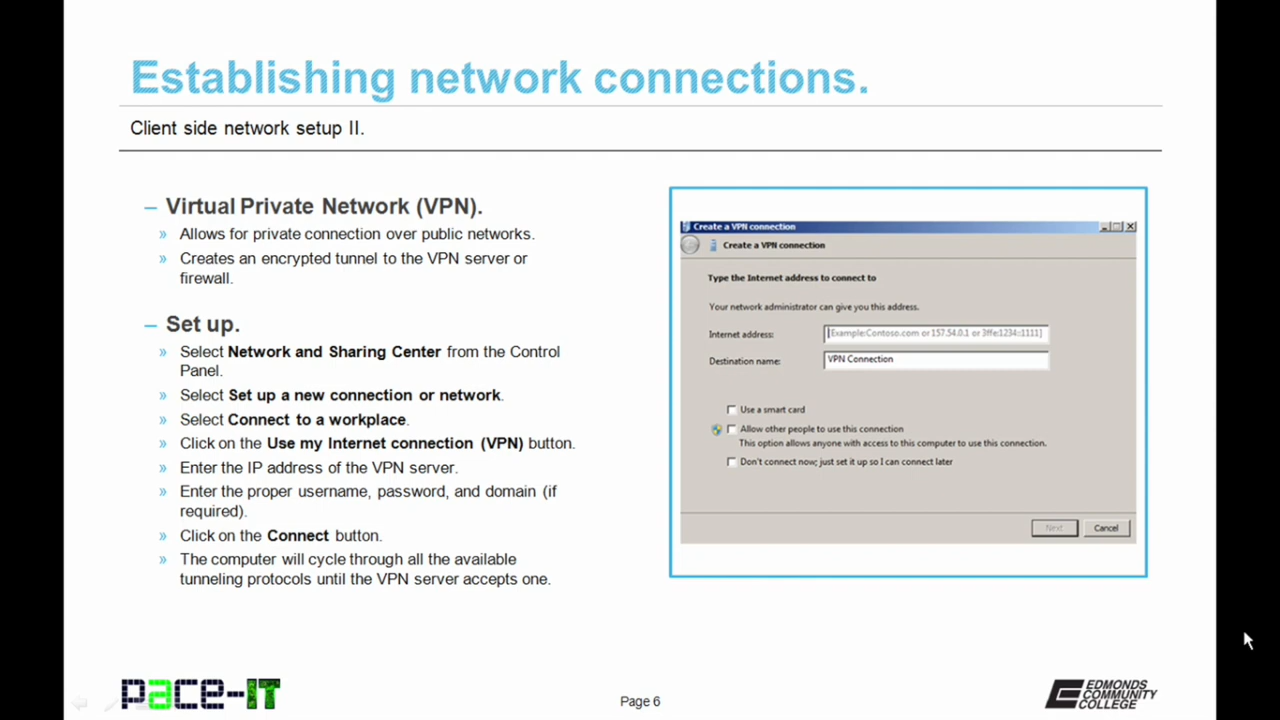 Establishing network connections.
Client side network setup II.
– Virtual Private Network (VPN).
» Allows for private connection over public networks.
» Creates an encrypted tunnel to the VPN server or
firewall.
– Set up.
» Select Network and Sharing Center from the Control
Panel.
» Select Set up a new connection or network.
» Select Connect to a workplace.
» Click on the Use my Internet connection (VPN) button.
» Enter the IP address of the VPN server.
» Enter the proper username, password, and domain (if
required).
» Click on the Connect button.
» The computer will cycle through all the available
tunneling protocols until the VPN server accepts one.
Create a VPN connection
Create a VPN connection
Type the Internet address to connect to
Your network administrator can give you this address.
Internet address: [Example:Contoso.com or 157.54.0.1 or 3ffe:1234::1111]
Destination name: VPN Connection
Use a smart card
Allow other people to use this connection
This option allows anyone with access to this computer to use this connection.
Don't connect now; just set it up so I can connect later
Next Cancel
pace-IT
Page 6
EDMONDS
COMMUNITY
COLLEGE